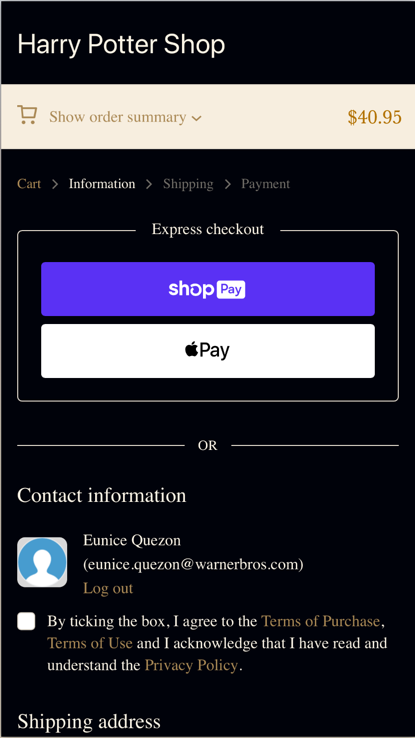 Harry Potter Shop
Show order summary
$40.95
Cart > Information > Shipping > Payment
Express checkout
shop Pay
Pay
OR
Contact information
Eunice Quezon
(eunice.quezon@warnerbros.com)
Log out
By ticking the box, I agree to the Terms of Purchase,
Terms of Use and I acknowledge that I have read and
understand the Privacy Policy.
Shipping address